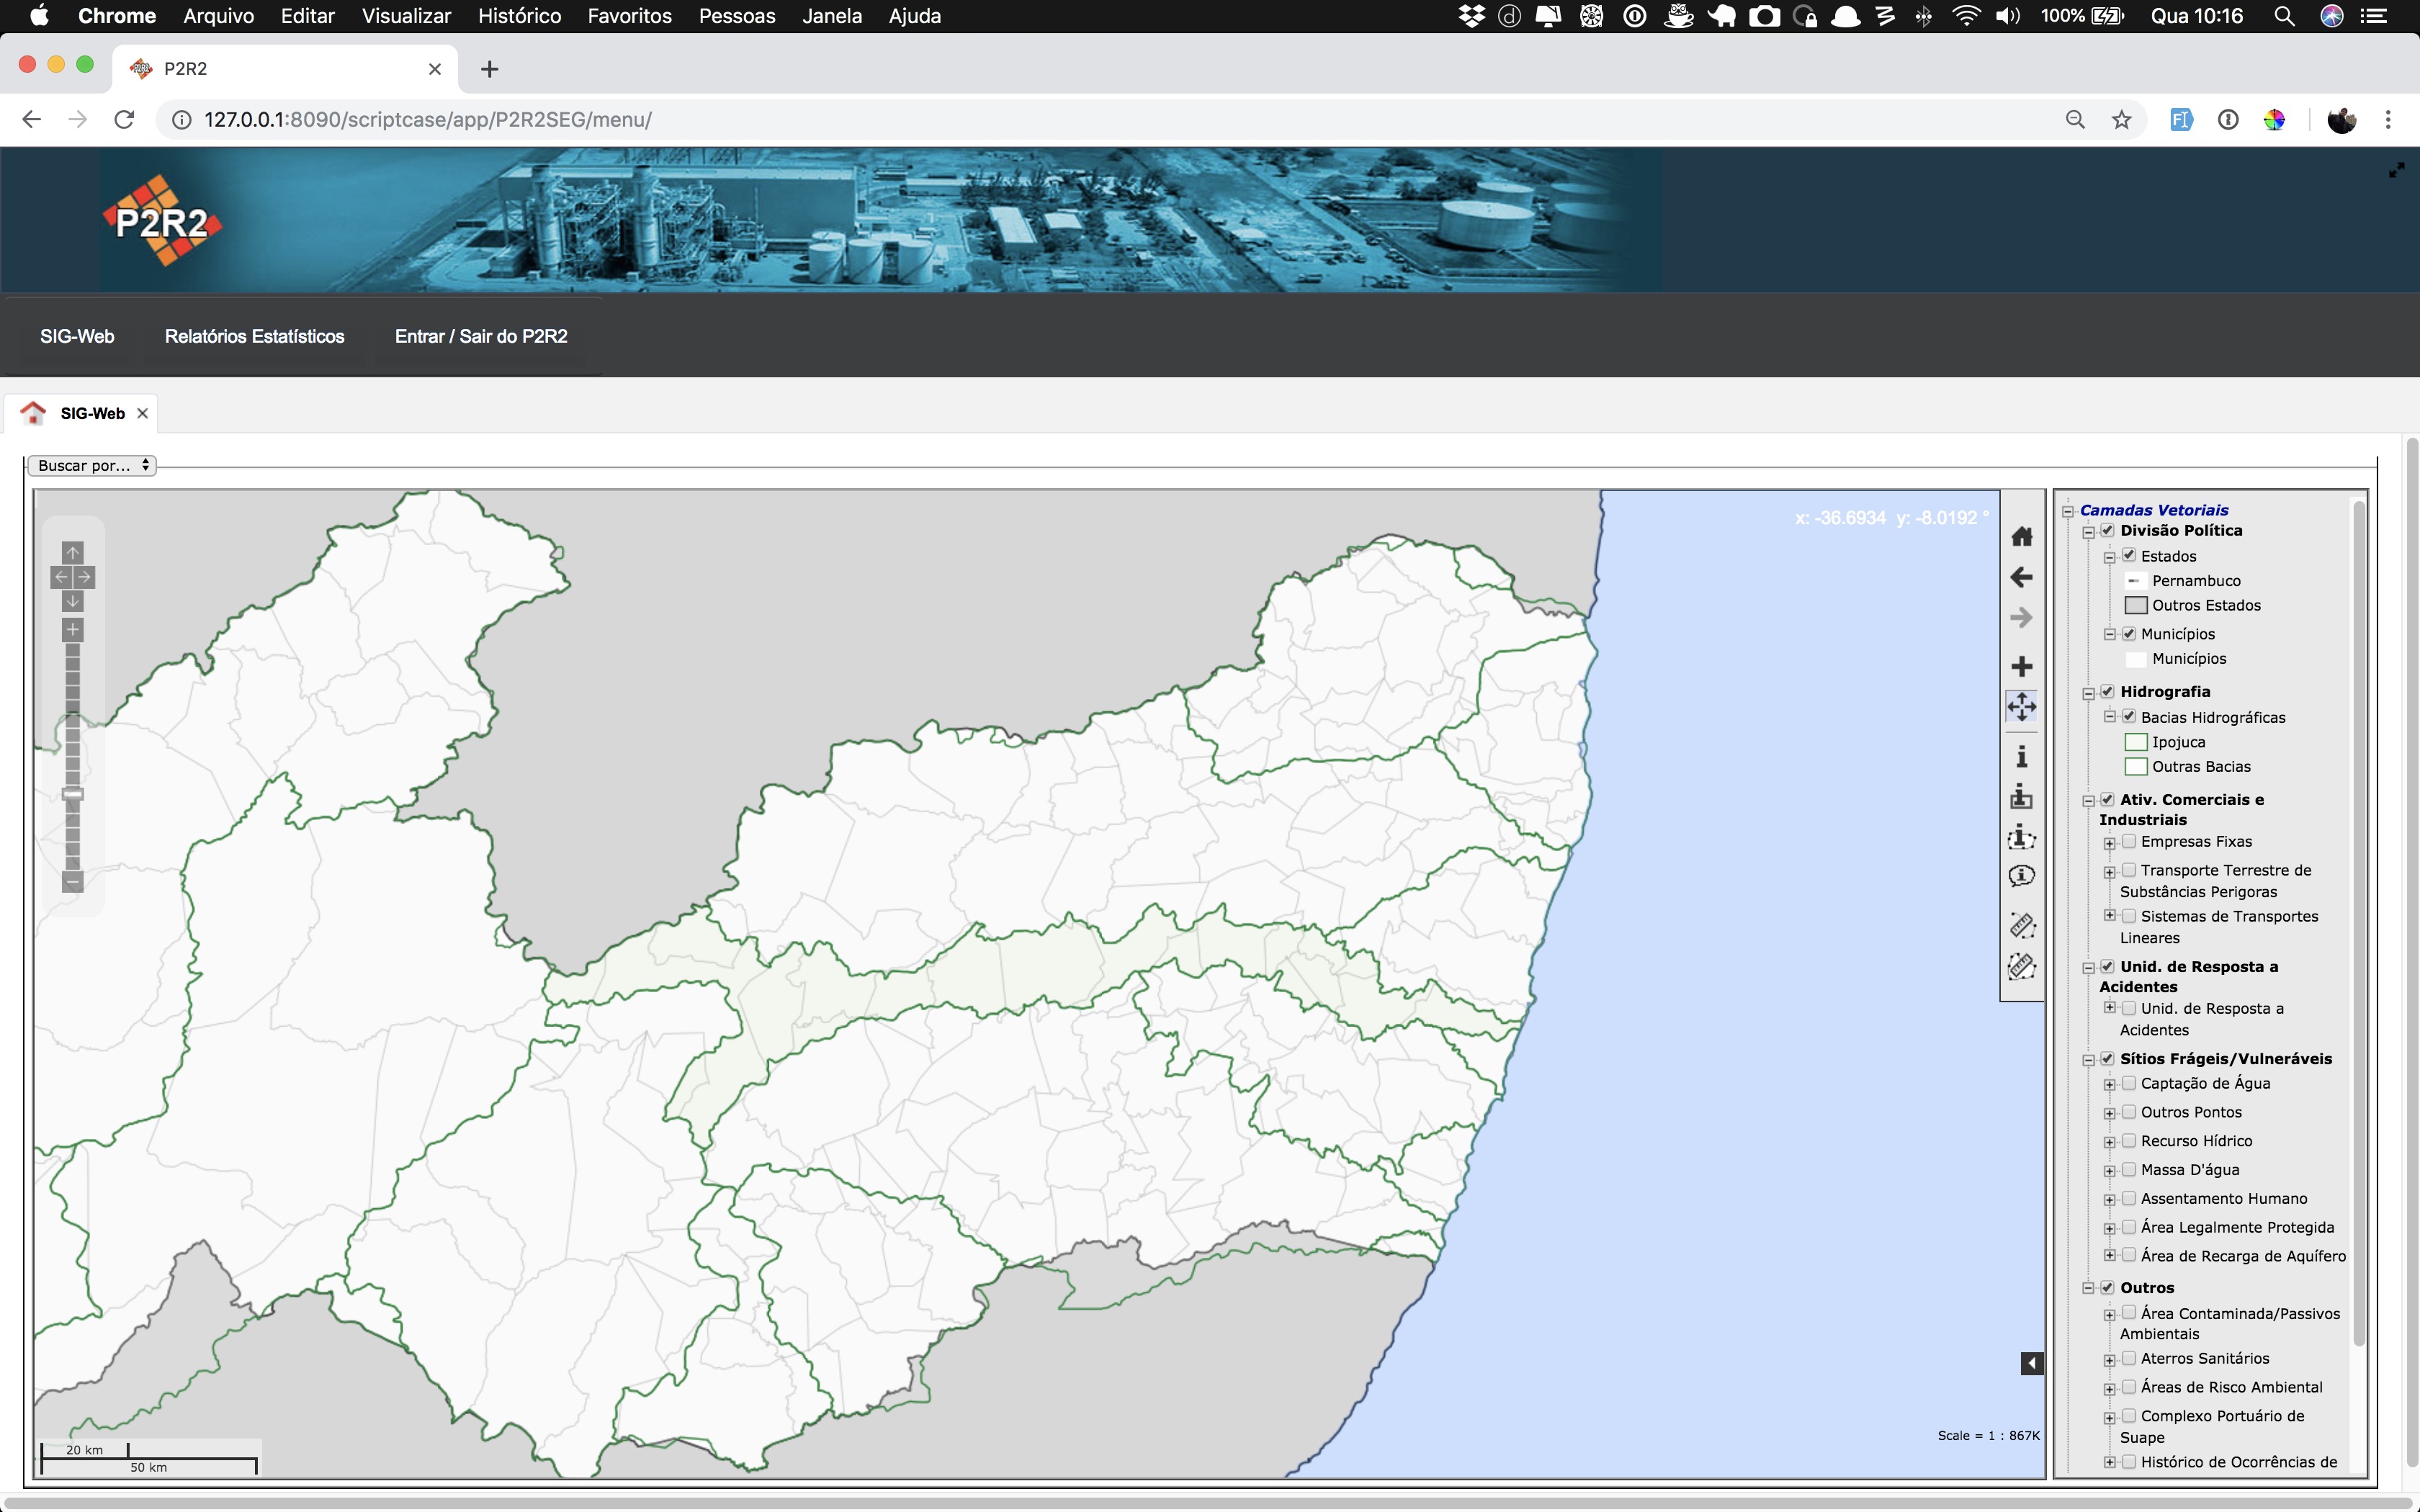 Chrome Arquivo Editar Visualizar Histórico Favoritos Pessoas Janela Ajuda 100% Qua 10:16
P2R2
127.0.0.1:8090/scriptcase/app/P2R2SEG/menu/
P2R2
SIG-Web Relatórios Estatísticos Entrar / Sair do P2R2
SIG-Web
Buscar por...
x: -36.6934 y: -8.0192 °
Camadas Vetoriais
Divisão Política
Estados
Pernambuco
Outros Estados
Municípios
Municípios
Hidrografia
Bacias Hidrográficas
Ipojuca
Outras Bacias
Ativ. Comerciais e
Industriais
Empresas Fixas
Transporte Terrestre de
Substâncias Perigoras
Sistemas de Transportes
Lineares
Unid. de Resposta a
Acidentes
Unid. de Resposta a
Acidentes
Sítios Frágeis/Vulneráveis
Captação de Água
Outros Pontos
Recurso Hídrico
Massa D'água
Assentamento Humano
Área Legalmente Protegida
Área de Recarga de Aquífero
Outros
Área Contaminada/Passivos
Ambientais
Aterros Sanitários
Áreas de Risco Ambiental
Complexo Portuário de
Suape
Histórico de Ocorrências de
Scale = 1 : 867K
20 km
50 km